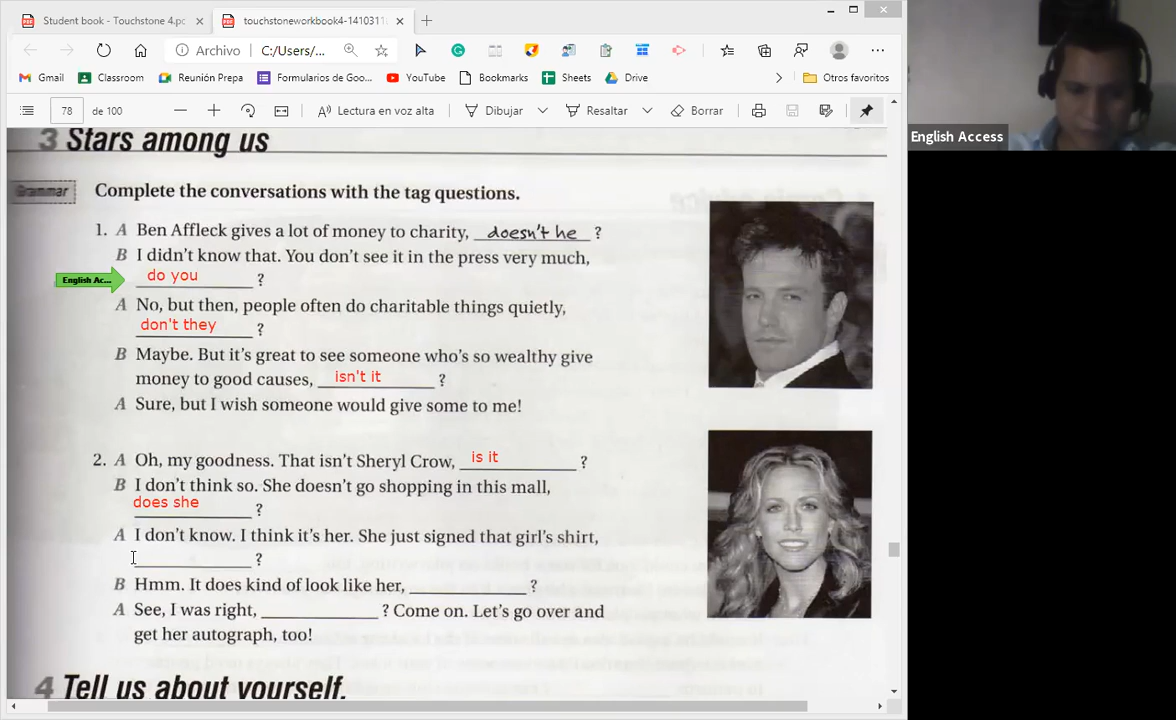 Student book - Touchstone 4.pc
touchstoneworkbook4-1410311
Archivo
C:/Users/...
Gmail
Classroom
Reunión Prepa
Formularios de Goo...
YouTube
Bookmarks
Sheets
Drive
Otros favoritos
78 de 100
Lectura en voz alta
Dibujar
Resaltar
Borrar
English Access
3 Stars among us
Grammar
Complete the conversations with the tag questions.
1. A Ben Affleck gives a lot of money to charity, doesn't he ?
B I didn't know that. You don't see it in the press very much,
English Ac... do you ?
A No, but then, people often do charitable things quietly,
don't they ?
B Maybe. But it's great to see someone who's so wealthy give
money to good causes, isn't it ?
A Sure, but I wish someone would give some to me!
2. A Oh, my goodness. That isn't Sheryl Crow, is it ?
B I don't think so. She doesn't go shopping in this mall,
does she ?
A I don't know. I think it's her. She just signed that girl's shirt,
?
B Hmm. It does kind of look like her, ?
A See, I was right, ? Come on. Let's go over and
get her autograph, too!
4 Tell us about yourself.